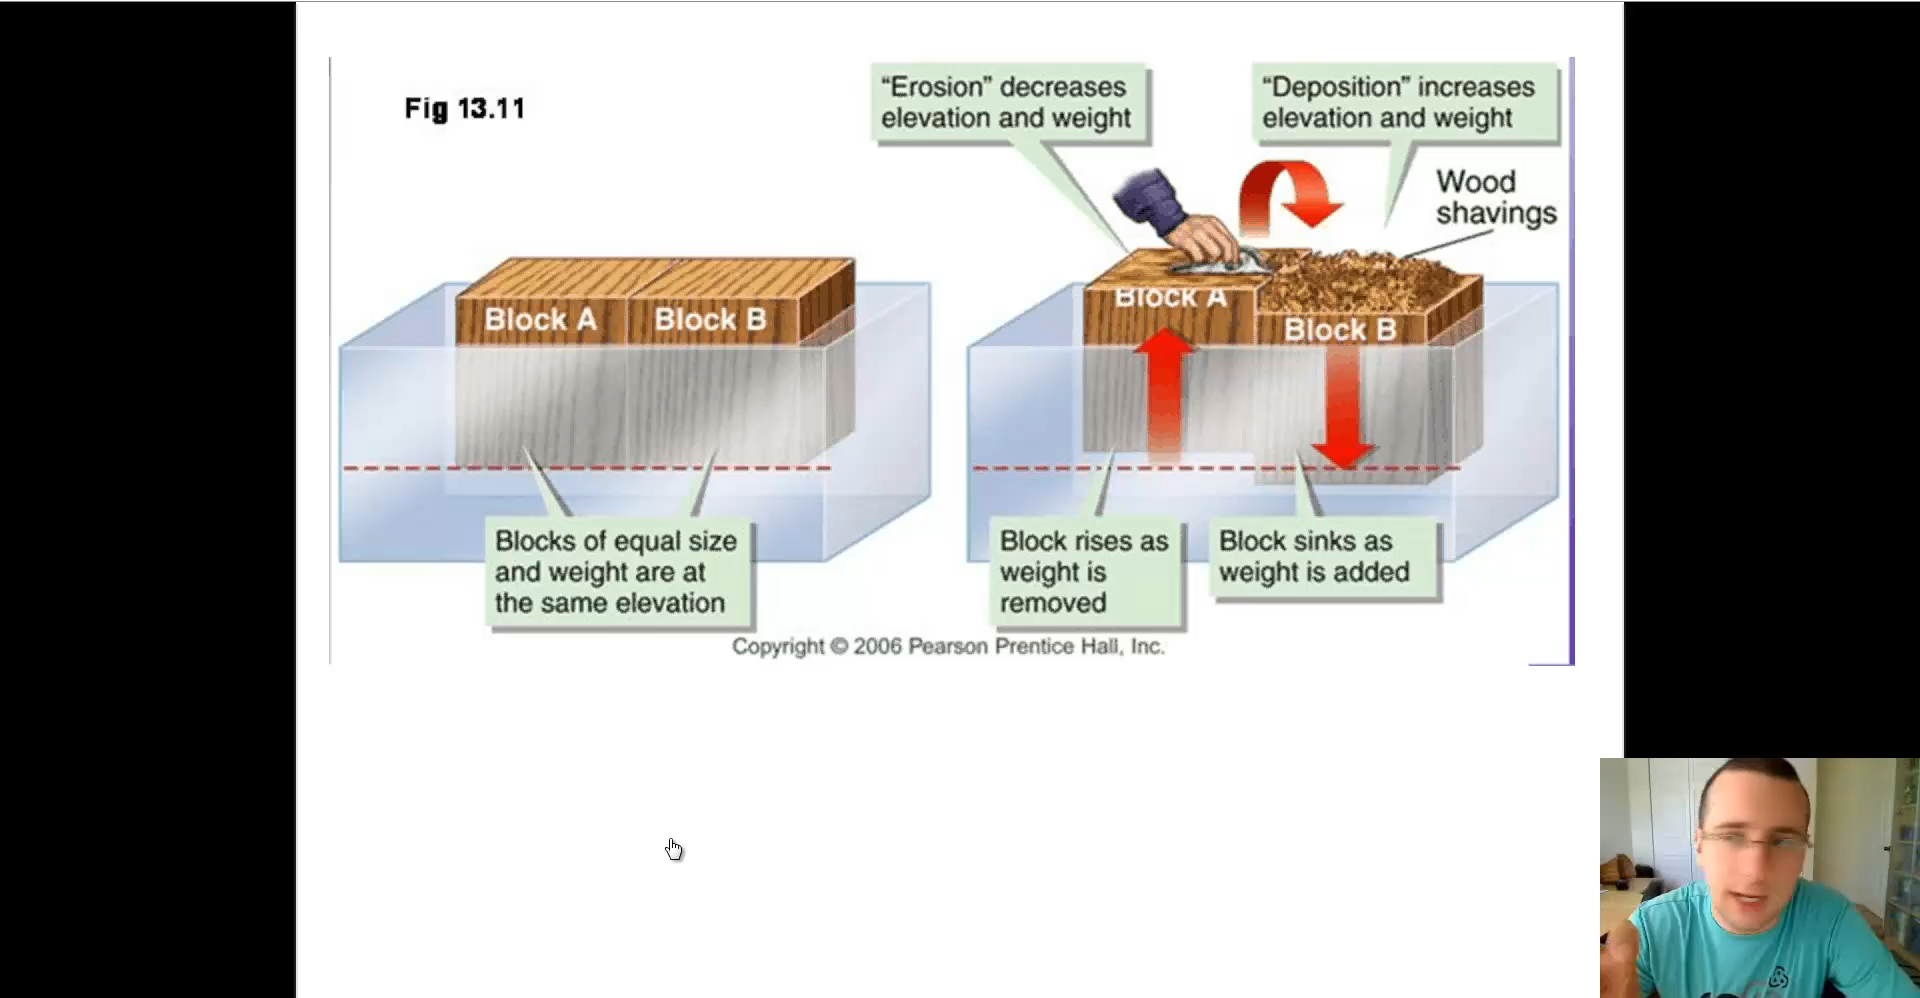 Fig 13.11
“Erosion” decreases
elevation and weight
“Deposition” increases
elevation and weight
Wood
shavings
Block A
Block B
Block A
Block B
Blocks of equal size
and weight are at
the same elevation
Block rises as
weight is
removed
Block sinks as
weight is added
Copyright © 2006 Pearson Prentice Hall, Inc.